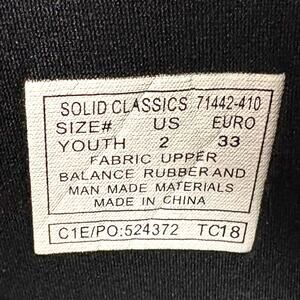 SOLID CLASSICS 71442-410
SIZE# US EURO
YOUTH 2 33
FABRIC UPPER
BALANCE RUBBER AND
MAN MADE MATERIALS
MADE IN CHINA
C1E/PO:524372 TC18